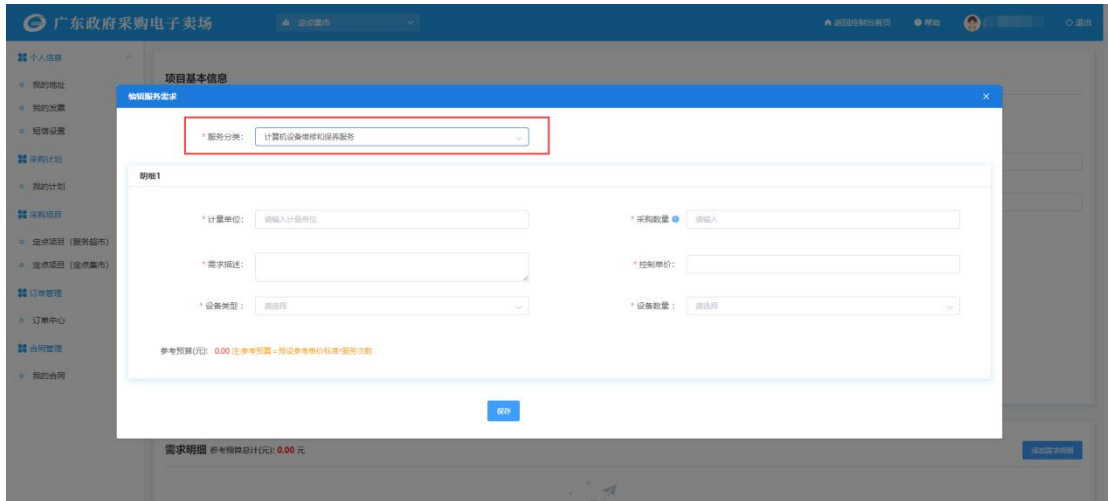 广东政府采购电子卖场
定点集市
返回控制台首页
帮助
退出
个人信息
我的地址
我的发票
短信设置
采购计划
我的计划
采购项目
定点项目（服务超市）
定点项目（定点集市）
订单管理
订单中心
合同管理
我的合同
项目基本信息
编辑服务需求
* 服务分类： 计算机设备维修和保养服务
明细1
* 计量单位： 请输入计量单位
* 采购数量 请输入
* 需求描述：
* 控制单价：
* 设备类型： 请选择
* 设备数量： 请选择
参考预算(元)： 0.00 注:参考预算=预设参考单价标准*服务次数
保存
需求明细 参考预算总计(元): 0.00 元
添加需求明细